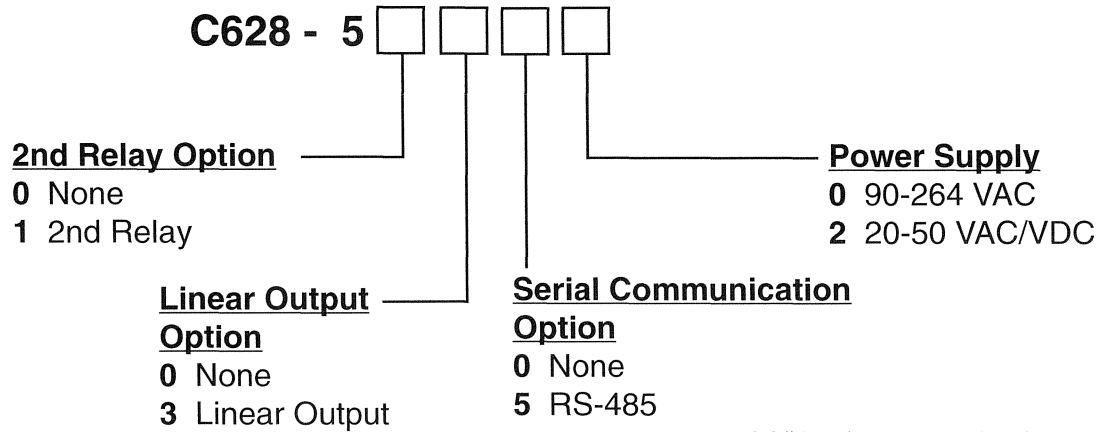 C628 - 5
2nd Relay Option
0 None
1 2nd Relay
Linear Output
Option
0 None
3 Linear Output
Serial Communication
Option
0 None
5 RS-485
Power Supply
0 90-264 VAC
2 20-50 VAC/VDC